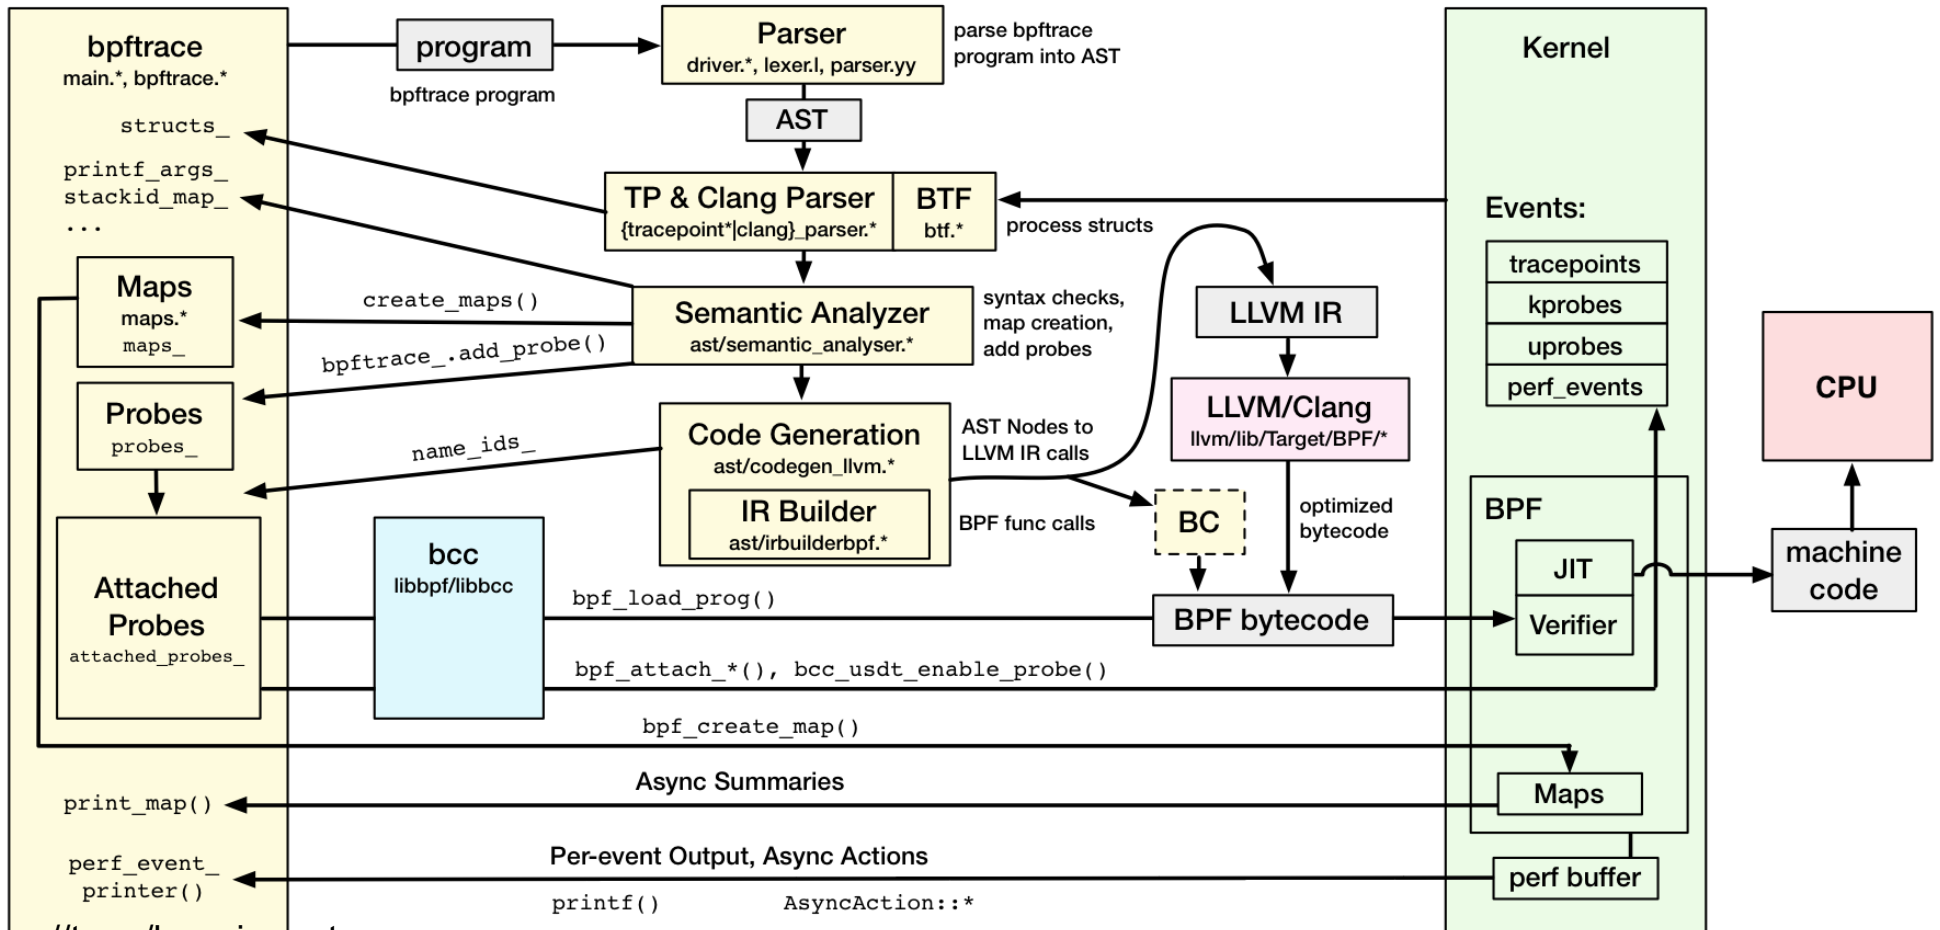 bpftrace
main.*, bpftrace.*
structs_
printf_args_
stackid_map_
...
Maps
maps.*
maps_
Probes
probes_
Attached
Probes
attached_probes_
print_map()
perf_event_
printer()
program
bpftrace program
Parser
driver.*, lexer.l, parser.yy
parse bpftrace
program into AST
AST
TP & Clang Parser
{tracepoint*|clang}_parser.*
BTF
btf.*
process structs
create_maps()
bpftrace_.add_probe()
Semantic Analyzer
ast/semantic_analyser.*
syntax checks,
map creation,
add probes
name_ids_
Code Generation
ast/codegen_llvm.*
IR Builder
ast/irbuilderbpf.*
AST Nodes to
LLVM IR calls
BPF func calls
LLVM IR
LLVM/Clang
llvm/lib/Target/BPF/*
BC
optimized
bytecode
BPF bytecode
bcc
libbpf/libbcc
bpf_load_prog()
bpf_attach_*(), bcc_usdt_enable_probe()
bpf_create_map()
Async Summaries
Per-event Output, Async Actions
printf() AsyncAction::*
Kernel
Events:
tracepoints
kprobes
uprobes
perf_events
BPF
JIT
Verifier
Maps
perf buffer
CPU
machine
code